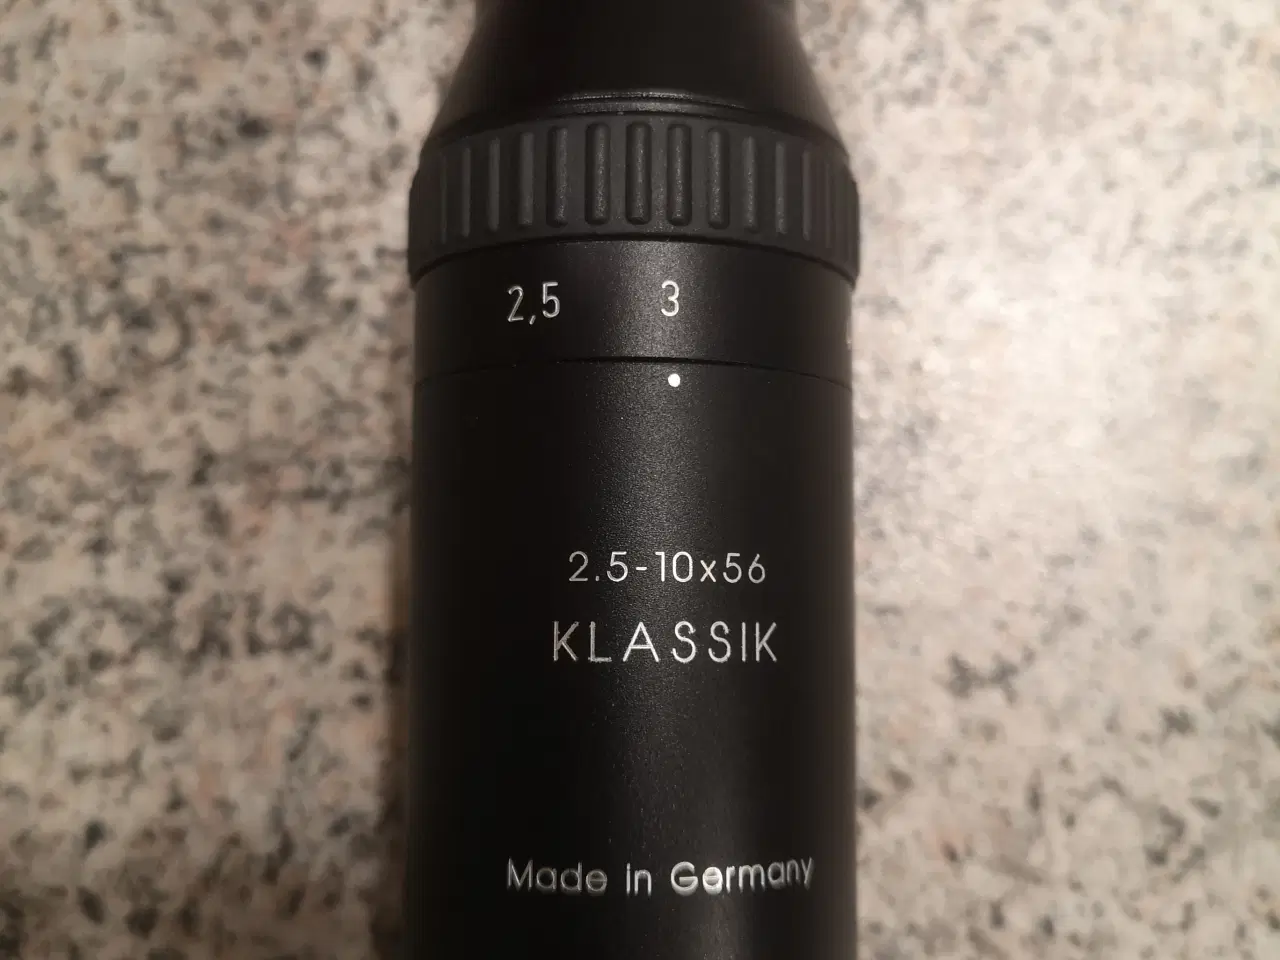 2,5 3
2.5-10x56
KLASSIK
Made in Germany